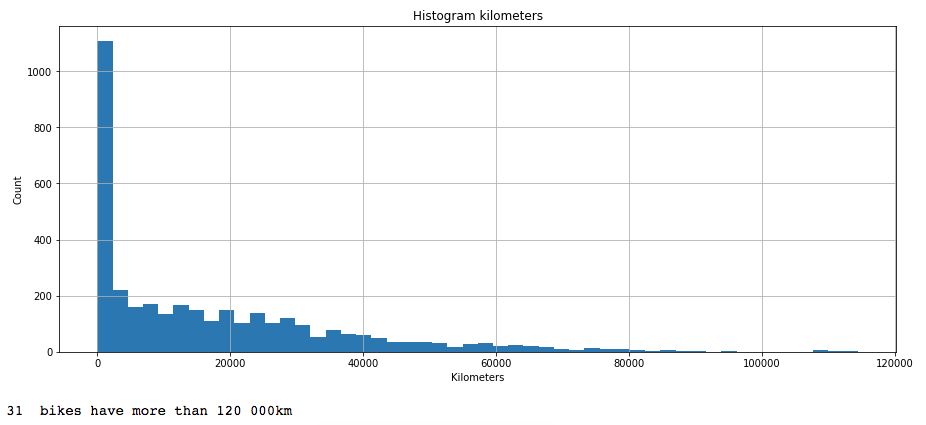 Histogram kilometers
1000
800
600
400
200
0
Count
0 20000 40000 60000 80000 100000 120000
Kilometers
31 bikes have more than 120 000km